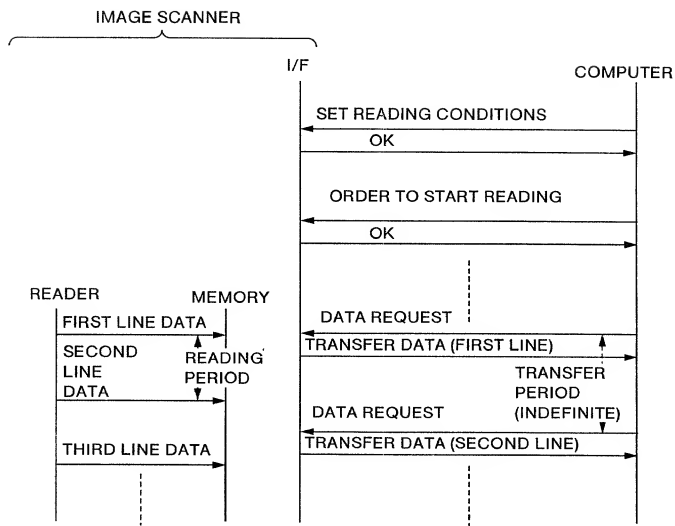 IMAGE SCANNER
I/F
COMPUTER
SET READING CONDITIONS
OK
ORDER TO START READING
OK
READER
MEMORY
FIRST LINE DATA
SECOND
LINE
DATA
READING
PERIOD
THIRD LINE DATA
DATA REQUEST
TRANSFER DATA (FIRST LINE)
TRANSFER
PERIOD
(INDEFINITE)
DATA REQUEST
TRANSFER DATA (SECOND LINE)